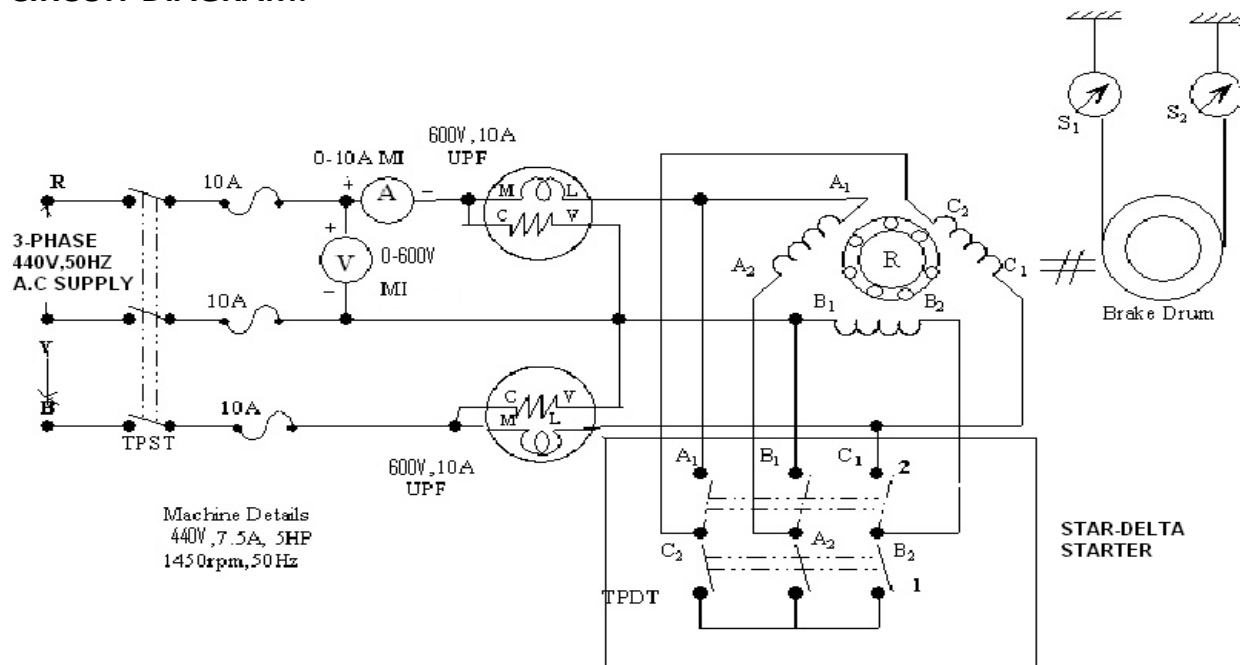 CIRCUIT DIAGRAM:
S1
S2
600V,10A
UPF
0-10A MI
R
10A
+
A
−
M
L
C
V
A1
C2
3-PHASE
440V,50HZ
A.C SUPPLY
+
V
−
0-600V
MI
A2
R
C1
10A
B1
B2
Brake Drum
Y
B
10A
C
V
M
L
TPST
600V,10A
UPF
A1
B1
C1
2
Machine Details
440V,7.5A, 5HP
1450rpm,50Hz
C2
A2
B2
STAR-DELTA
STARTER
TPDT
1